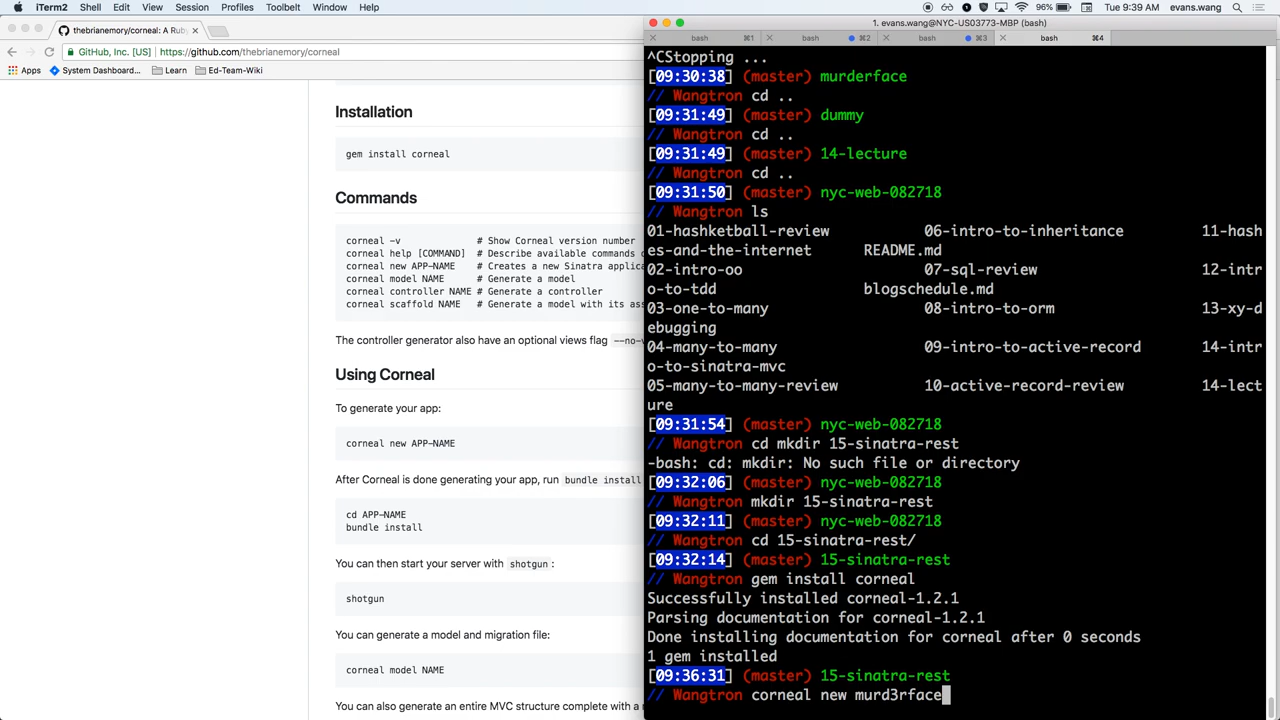 iTerm2 Shell Edit View Session Profiles Toolbelt Window Help
96% Tue 9:39 AM evans.wang
thebrianemory/corneal: A Ruby
GitHub, Inc. [US] https://github.com/thebrianemory/corneal
Apps System Dashboard... Learn Ed-Team-Wiki
Installation
gem install corneal
Commands
corneal -v # Show Corneal version number
corneal help [COMMAND] # Describe available commands
corneal new APP-NAME # Creates a new Sinatra applic
corneal model NAME # Generate a model
corneal controller NAME # Generate a controller
corneal scaffold NAME # Generate a model with its ass
The controller generator also have an optional views flag --no-v
Using Corneal
To generate your app:
corneal new APP-NAME
After Corneal is done generating your app, run bundle install
cd APP-NAME
bundle install
You can then start your server with shotgun :
shotgun
You can generate a model and migration file:
corneal model NAME
You can also generate an entire MVC structure complete with a
1. evans.wang@NYC-US03773-MBP (bash)
bash ⌘1 bash ⌘2 bash ⌘3 bash ⌘4
^CStopping ...
[09:30:38] (master) murderface
// Wangtron cd ..
[09:31:49] (master) dummy
// Wangtron cd ..
[09:31:49] (master) 14-lecture
// Wangtron cd ..
[09:31:50] (master) nyc-web-082718
// Wangtron ls
01-hashketball-review 06-intro-to-inheritance 11-hash
es-and-the-internet README.md
02-intro-oo 07-sql-review 12-intr
o-to-tdd blogschedule.md
03-one-to-many 08-intro-to-orm 13-xy-d
ebugging
04-many-to-many 09-intro-to-active-record 14-intr
o-to-sinatra-mvc
05-many-to-many-review 10-active-record-review 14-lect
ure
[09:31:54] (master) nyc-web-082718
// Wangtron cd mkdir 15-sinatra-rest
-bash: cd: mkdir: No such file or directory
[09:32:06] (master) nyc-web-082718
// Wangtron mkdir 15-sinatra-rest
[09:32:11] (master) nyc-web-082718
// Wangtron cd 15-sinatra-rest/
[09:32:14] (master) 15-sinatra-rest
// Wangtron gem install corneal
Successfully installed corneal-1.2.1
Parsing documentation for corneal-1.2.1
Done installing documentation for corneal after 0 seconds
1 gem installed
[09:36:31] (master) 15-sinatra-rest
// Wangtron corneal new murd3rface